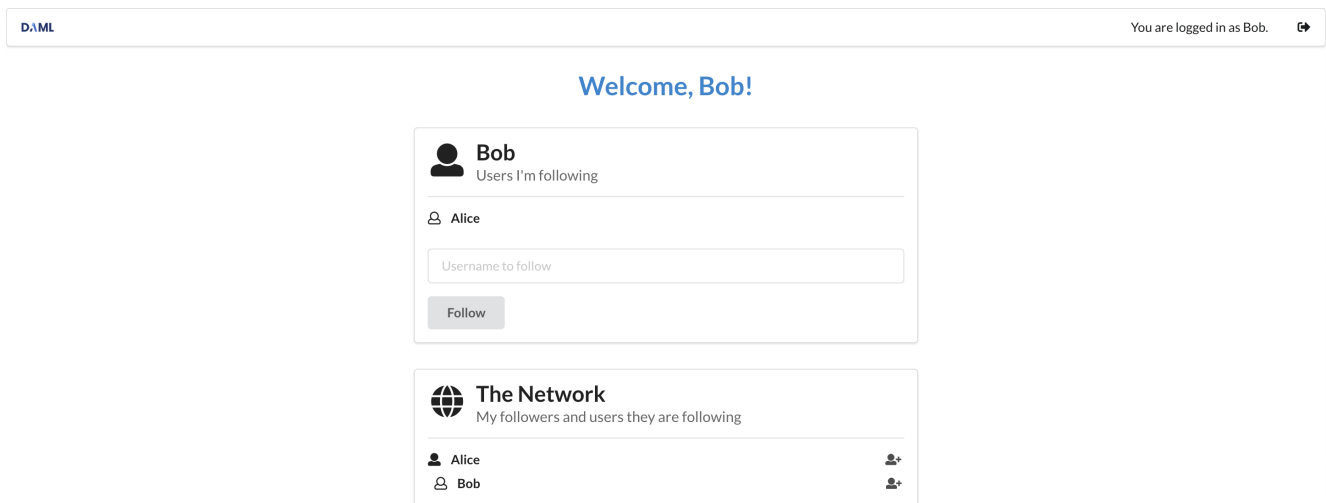 DAML
You are logged in as Bob.
Welcome, Bob!
Bob
Users I'm following
Alice
Username to follow
Follow
The Network
My followers and users they are following
Alice
Bob